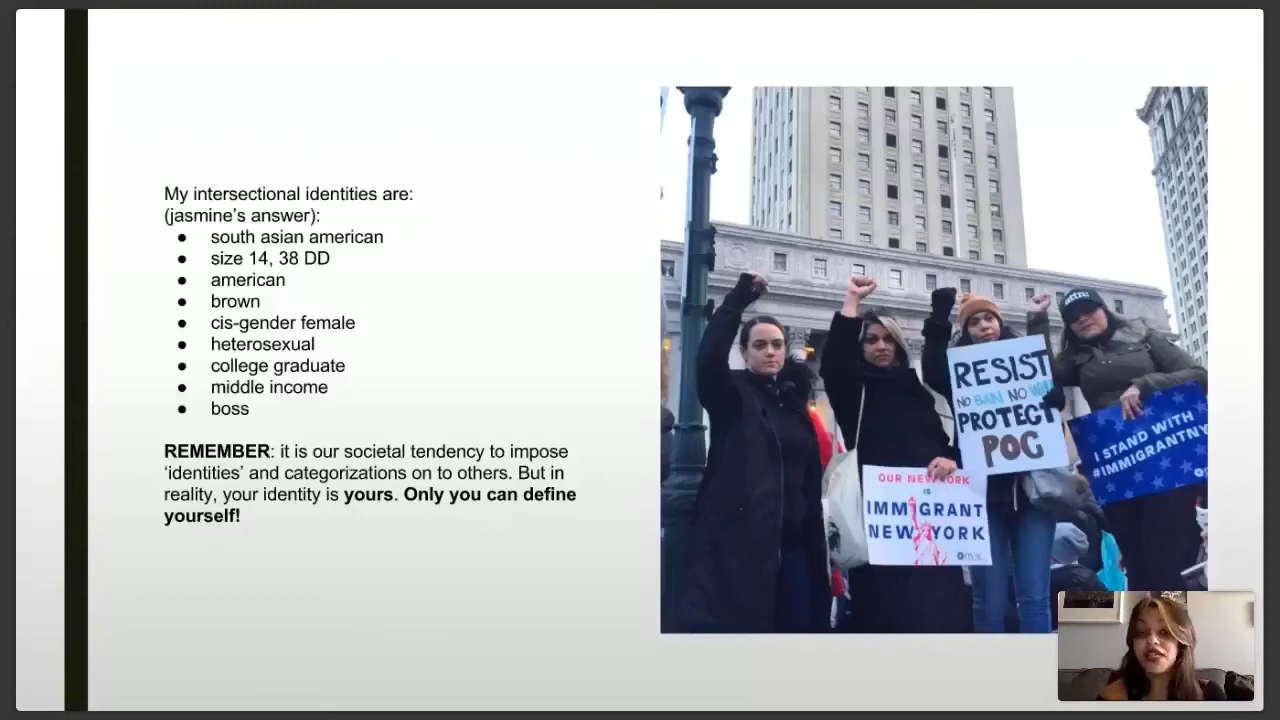 My intersectional identities are:
(jasmine's answer):
● south asian american
● size 14, 38 DD
● american
● brown
● cis-gender female
● heterosexual
● college graduate
● middle income
● boss
REMEMBER: it is our societal tendency to impose
‘identities’ and categorizations on to others. But in
reality, your identity is yours. Only you can define
yourself!
RESIST
NO BAN NO
PROTECT
POC
I STAND WITH
#IMMIGRANTNY
OUR NEW YORK
IS
IMMIGRANT
NEW YORK